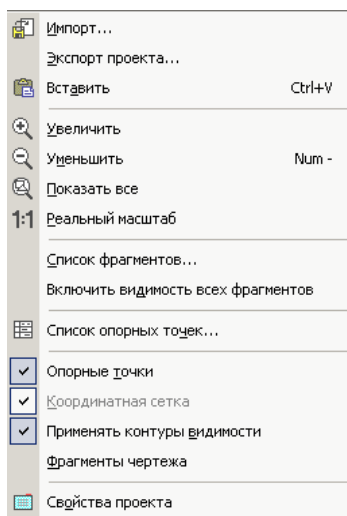 Импорт...
Экспорт проекта...
Вставить Ctrl+V
Увеличить
Уменьшить Num -
Показать все
1:1 Реальный масштаб
Список фрагментов...
Включить видимость всех фрагментов
Список опорных точек...
Опорные точки
Координатная сетка
Применять контуры видимости
Фрагменты чертежа
Свойства проекта